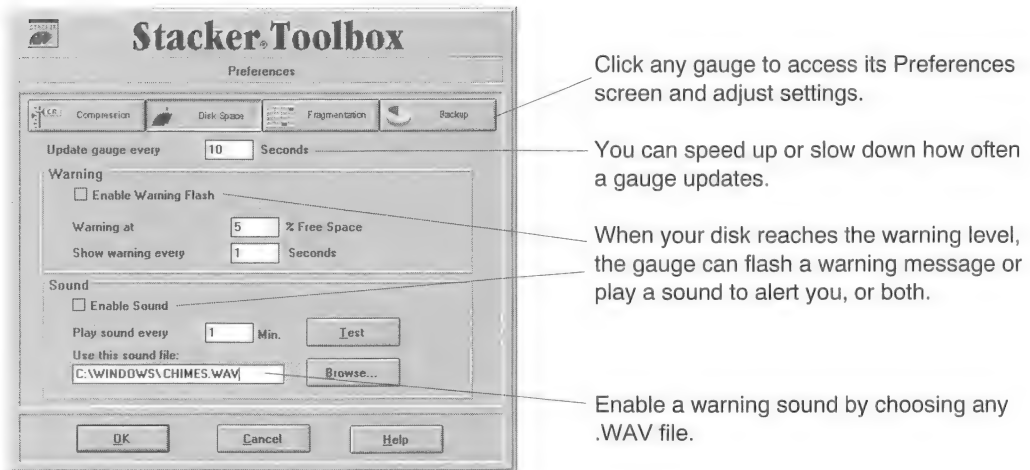 Stacker Toolbox
Preferences
Compression
Disk Space
Fragmentation
Backup
Update gauge every 10 Seconds
Warning
Enable Warning Flash
Warning at 5 % Free Space
Show warning every 1 Seconds
Sound
Enable Sound
Play sound every 1 Min. Test
Use this sound file:
C:\WINDOWS\CHIMES.WAV Browse...
OK Cancel Help
Click any gauge to access its Preferences
screen and adjust settings.
You can speed up or slow down how often
a gauge updates.
When your disk reaches the warning level,
the gauge can flash a warning message or
play a sound to alert you, or both.
Enable a warning sound by choosing any
.WAV file.